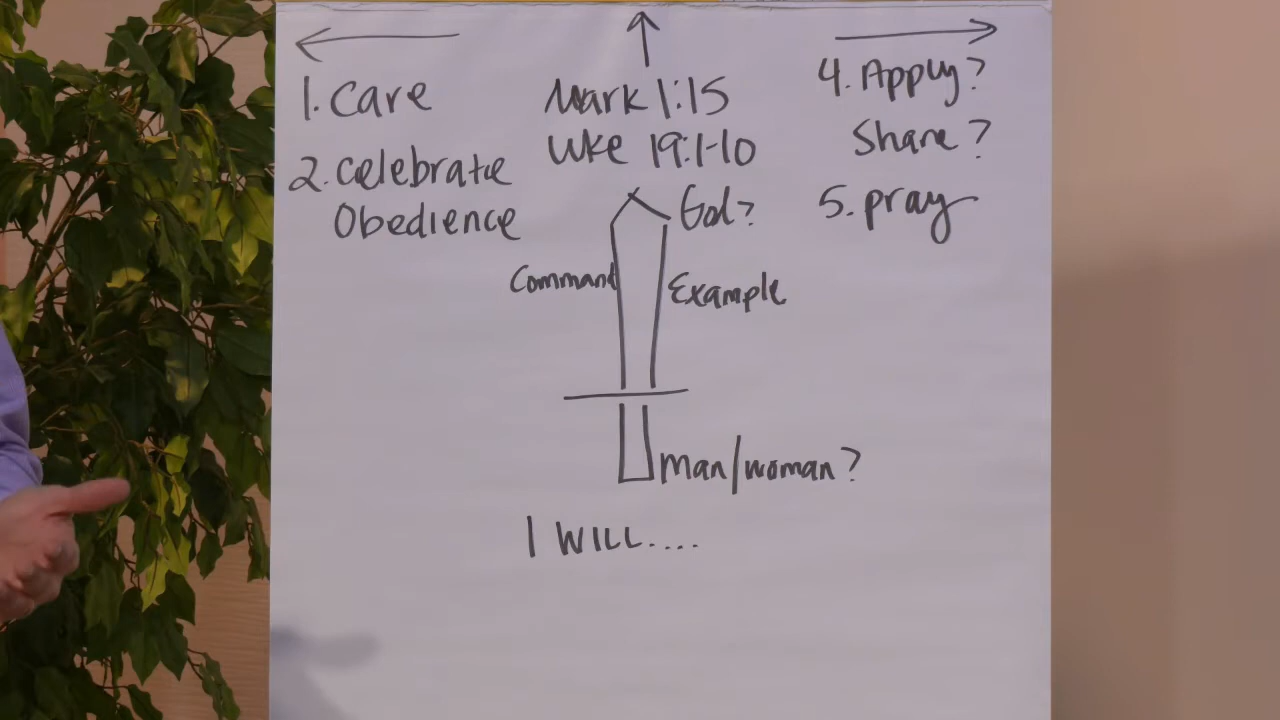 1. Care
2. Celebrate
Obedience
Mark 1:15
Luke 19:1-10
God?
Command
Example
Man/woman?
I WILL....
4. Apply?
Share?
5. pray